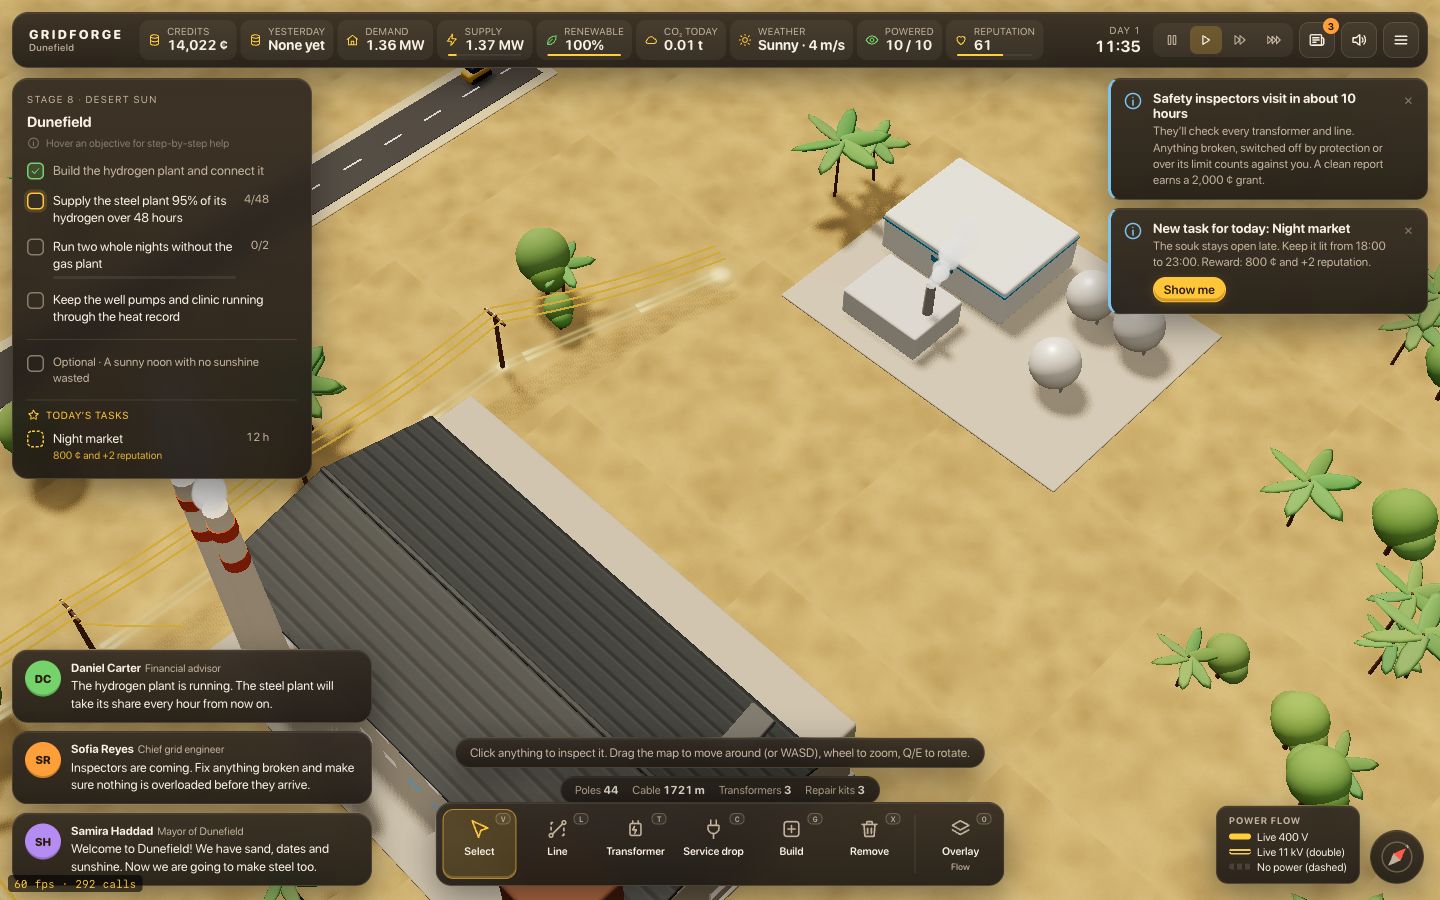 GRIDFORGE
Dunefield
CREDITS
14,022 ¢
YESTERDAY
None yet
DEMAND
1.36 MW
SUPPLY
1.37 MW
RENEWABLE
100%
CO₂ TODAY
0.01 t
WEATHER
Sunny · 4 m/s
POWERED
10 / 10
REPUTATION
61
DAY 1
11:35
3
STAGE 8 · DESERT SUN
Dunefield
Hover an objective for step-by-step help
Build the hydrogen plant and connect it
Supply the steel plant 95% of its 4/48
hydrogen over 48 hours
Run two whole nights without the 0/2
gas plant
Keep the well pumps and clinic running
through the heat record
Optional · A sunny noon with no sunshine
wasted
TODAY'S TASKS
Night market 12 h
800 ¢ and +2 reputation
Safety inspectors visit in about 10
hours
They'll check every transformer and line.
Anything broken, switched off by protection or
over its limit counts against you. A clean report
earns a 2,000 ¢ grant.
New task for today: Night market
The souk stays open late. Keep it lit from 18:00
to 23:00. Reward: 800 ¢ and +2 reputation.
Show me
DC
Daniel Carter Financial advisor
The hydrogen plant is running. The steel plant will
take its share every hour from now on.
SR
Sofia Reyes Chief grid engineer
Inspectors are coming. Fix anything broken and make
sure nothing is overloaded before they arrive.
SH
Samira Haddad Mayor of Dunefield
Welcome to Dunefield! We have sand, dates and
sunshine. Now we are going to make steel too.
60 fps · 292 calls
Click anything to inspect it. Drag the map to move around (or WASD), wheel to zoom, Q/E to rotate.
Poles 44 Cable 1721 m Transformers 3 Repair kits 3
V
Select
L
Line
T
Transformer
C
Service drop
G
Build
X
Remove
O
Overlay
Flow
POWER FLOW
Live 400 V
Live 11 kV (double)
No power (dashed)